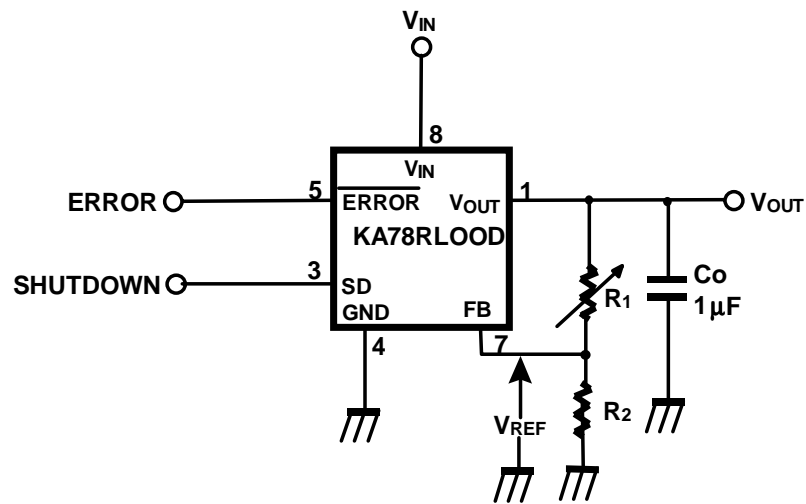 VIN
8
VIN
5
ERROR
ERROR
1
VOUT
VOUT
KA78RLOOD
SHUTDOWN
3
SD
GND
FB
4
7
R1
Co
1μF
VREF
R2